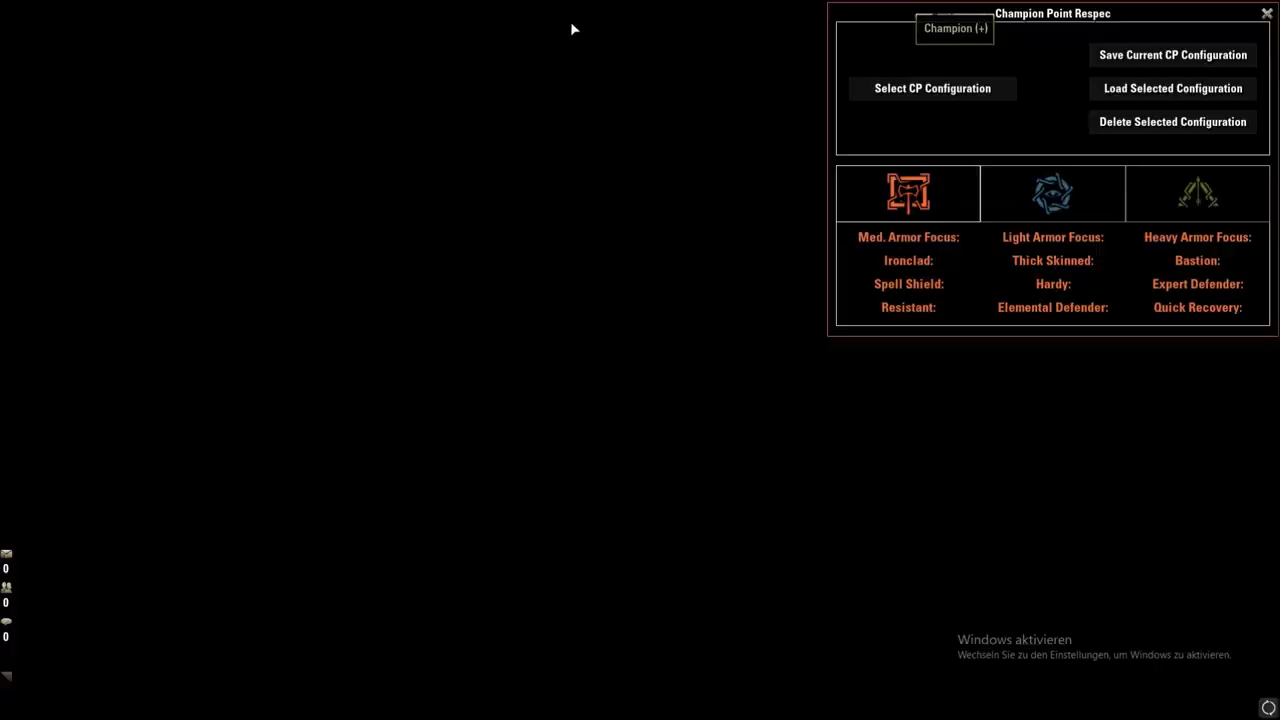 Champion Point Respec
Champion (+)
Save Current CP Configuration
Select CP Configuration
Load Selected Configuration
Delete Selected Configuration
Med. Armor Focus: Light Armor Focus: Heavy Armor Focus:
Ironclad: Thick Skinned: Bastion:
Spell Shield: Hardy: Expert Defender:
Resistant: Elemental Defender: Quick Recovery:
0
0
0
Windows aktivieren
Wechseln Sie zu den Einstellungen, um Windows zu aktivieren.